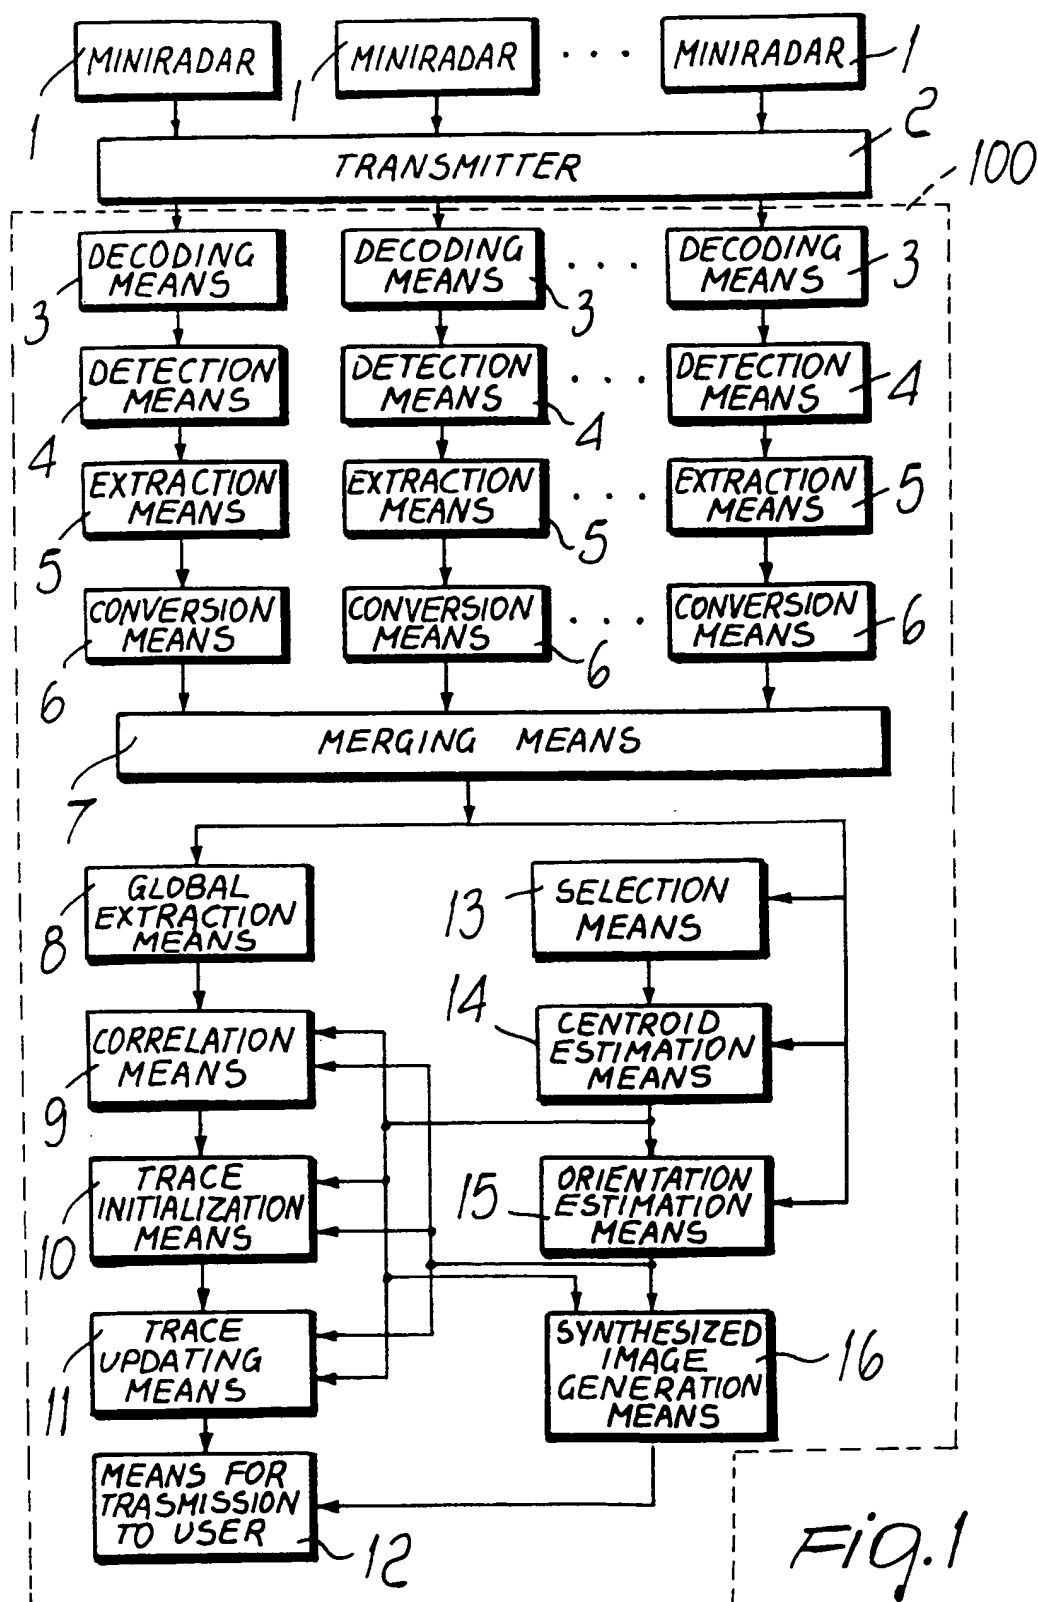 MINIRADAR MINIRADAR . . . MINIRADAR
1 1 1
TRANSMITTER
2
100
DECODING MEANS
3
DECODING MEANS
3
. . .
DECODING MEANS
3
DETECTION MEANS
4
DETECTION MEANS
4
. . .
DETECTION MEANS
4
EXTRACTION MEANS
5
EXTRACTION MEANS
5
. . .
EXTRACTION MEANS
5
CONVERSION MEANS
6
CONVERSION MEANS
6
. . .
CONVERSION MEANS
6
MERGING MEANS
7
GLOBAL
EXTRACTION
MEANS
8
SELECTION
MEANS
13
CORRELATION
MEANS
9
CENTROID
ESTIMATION
MEANS
14
TRACE
INITIALIZATION
MEANS
10
ORIENTATION
ESTIMATION
MEANS
15
TRACE
UPDATING
MEANS
11
SYNTHESIZED
IMAGE
GENERATION
MEANS
16
MEANS FOR
TRASMISSION
TO USER
12
Fig.1